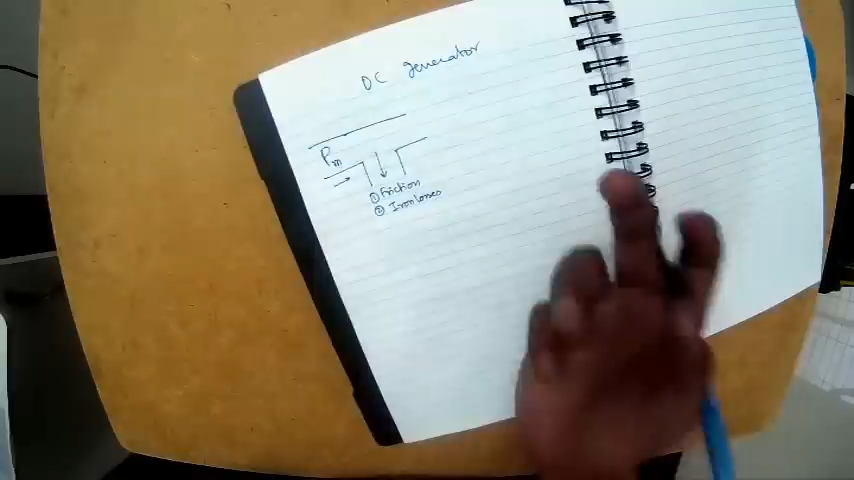 DC generator
Pm
① Friction
② Iron losses